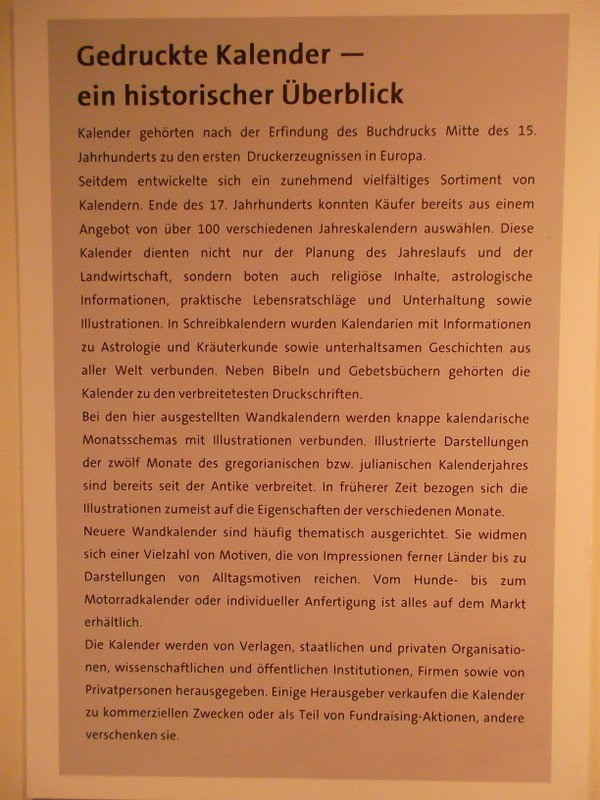 Gedruckte Kalender —
ein historischer Überblick
Kalender gehörten nach der Erfindung des Buchdrucks Mitte des 15.
Jahrhunderts zu den ersten Druckerzeugnissen in Europa.
Seitdem entwickelte sich ein zunehmend vielfältiges Sortiment von
Kalendern. Ende des 17. Jahrhunderts konnten Käufer bereits aus einem
Angebot von über 100 verschiedenen Jahreskalendern auswählen. Diese
Kalender dienten nicht nur der Planung des Jahreslaufs und der
Landwirtschaft, sondern boten auch religiöse Inhalte, astrologische
Informationen, praktische Lebensratschläge und Unterhaltung sowie
Illustrationen. In Schreibkalendern wurden Kalendarien mit Informationen
zu Astrologie und Kräuterkunde sowie unterhaltsamen Geschichten aus
aller Welt verbunden. Neben Bibeln und Gebetsbüchern gehörten die
Kalender zu den verbreitetesten Druckschriften.
Bei den hier ausgestellten Wandkalendern werden knappe kalendarische
Monatsschemas mit Illustrationen verbunden. Illustrierte Darstellungen
der zwölf Monate des gregorianischen bzw. julianischen Kalenderjahres
sind bereits seit der Antike verbreitet. In früherer Zeit bezogen sich die
Illustrationen zumeist auf die Eigenschaften der verschiedenen Monate.
Neuere Wandkalender sind häufig thematisch ausgerichtet. Sie widmen
sich einer Vielzahl von Motiven, die von Impressionen ferner Länder bis zu
Darstellungen von Alltagsmotiven reichen. Vom Hunde- bis zum
Motorradkalender oder individueller Anfertigung ist alles auf dem Markt
erhältlich.
Die Kalender werden von Verlagen, staatlichen und privaten Organisatio-
nen, wissenschaftlichen und öffentlichen Institutionen, Firmen sowie von
Privatpersonen herausgegeben. Einige Herausgeber verkaufen die Kalender
zu kommerziellen Zwecken oder als Teil von Fundraising-Aktionen, andere
verschenken sie.